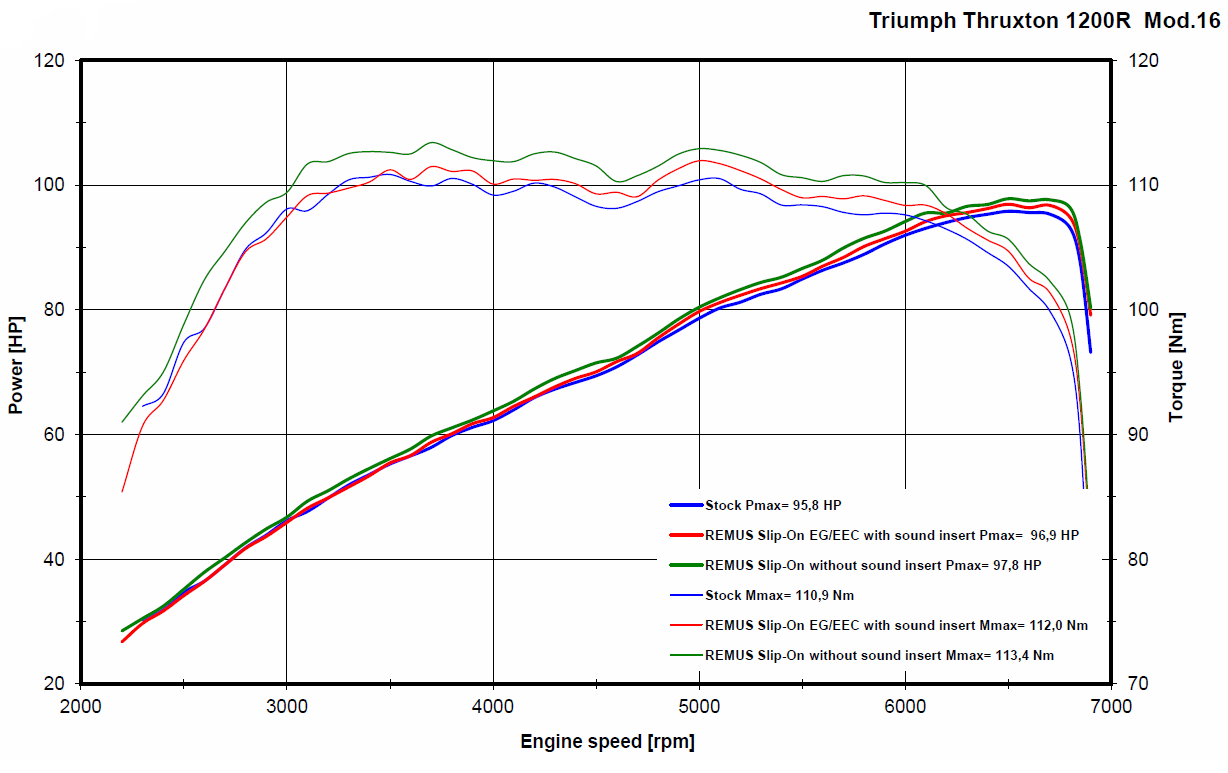 Triumph Thruxton 1200R  Mod.16
120
100
80
60
40
20
Power [HP]
120
110
100
90
80
70
Torque [Nm]
Stock Pmax= 95,8 HP
REMUS Slip-On EG/EEC with sound insert Pmax=  96,9 HP
REMUS Slip-On without sound insert Pmax= 97,8 HP
Stock Mmax= 110,9 Nm
REMUS Slip-On EG/EEC with sound insert Mmax= 112,0 Nm
REMUS Slip-On without sound insert Mmax= 113,4 Nm
2000 3000 4000 5000 6000 7000
Engine speed [rpm]